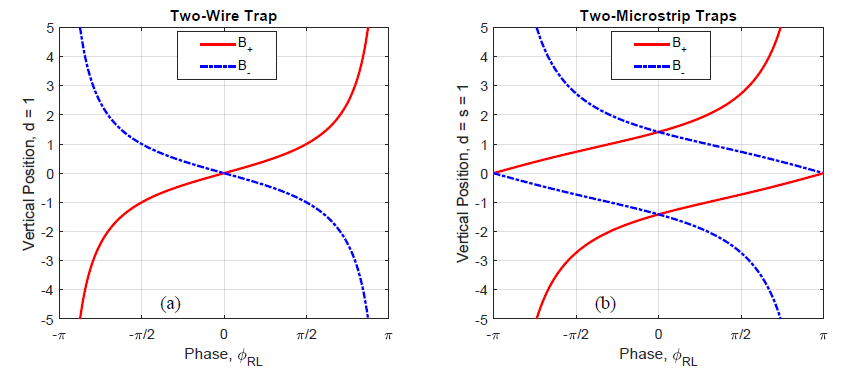 Two-Wire Trap
5
4
3
2
1
0
-1
-2
-3
-4
-5
Vertical Position, d = 1
B+
B-
(a)
-π
-π/2
0
π/2
π
Phase, ϕRL
Two-Microstrip Traps
5
4
3
2
1
0
-1
-2
-3
-4
-5
Vertical Position, d = s = 1
B+
B-
(b)
-π
-π/2
0
π/2
π
Phase, ϕRL